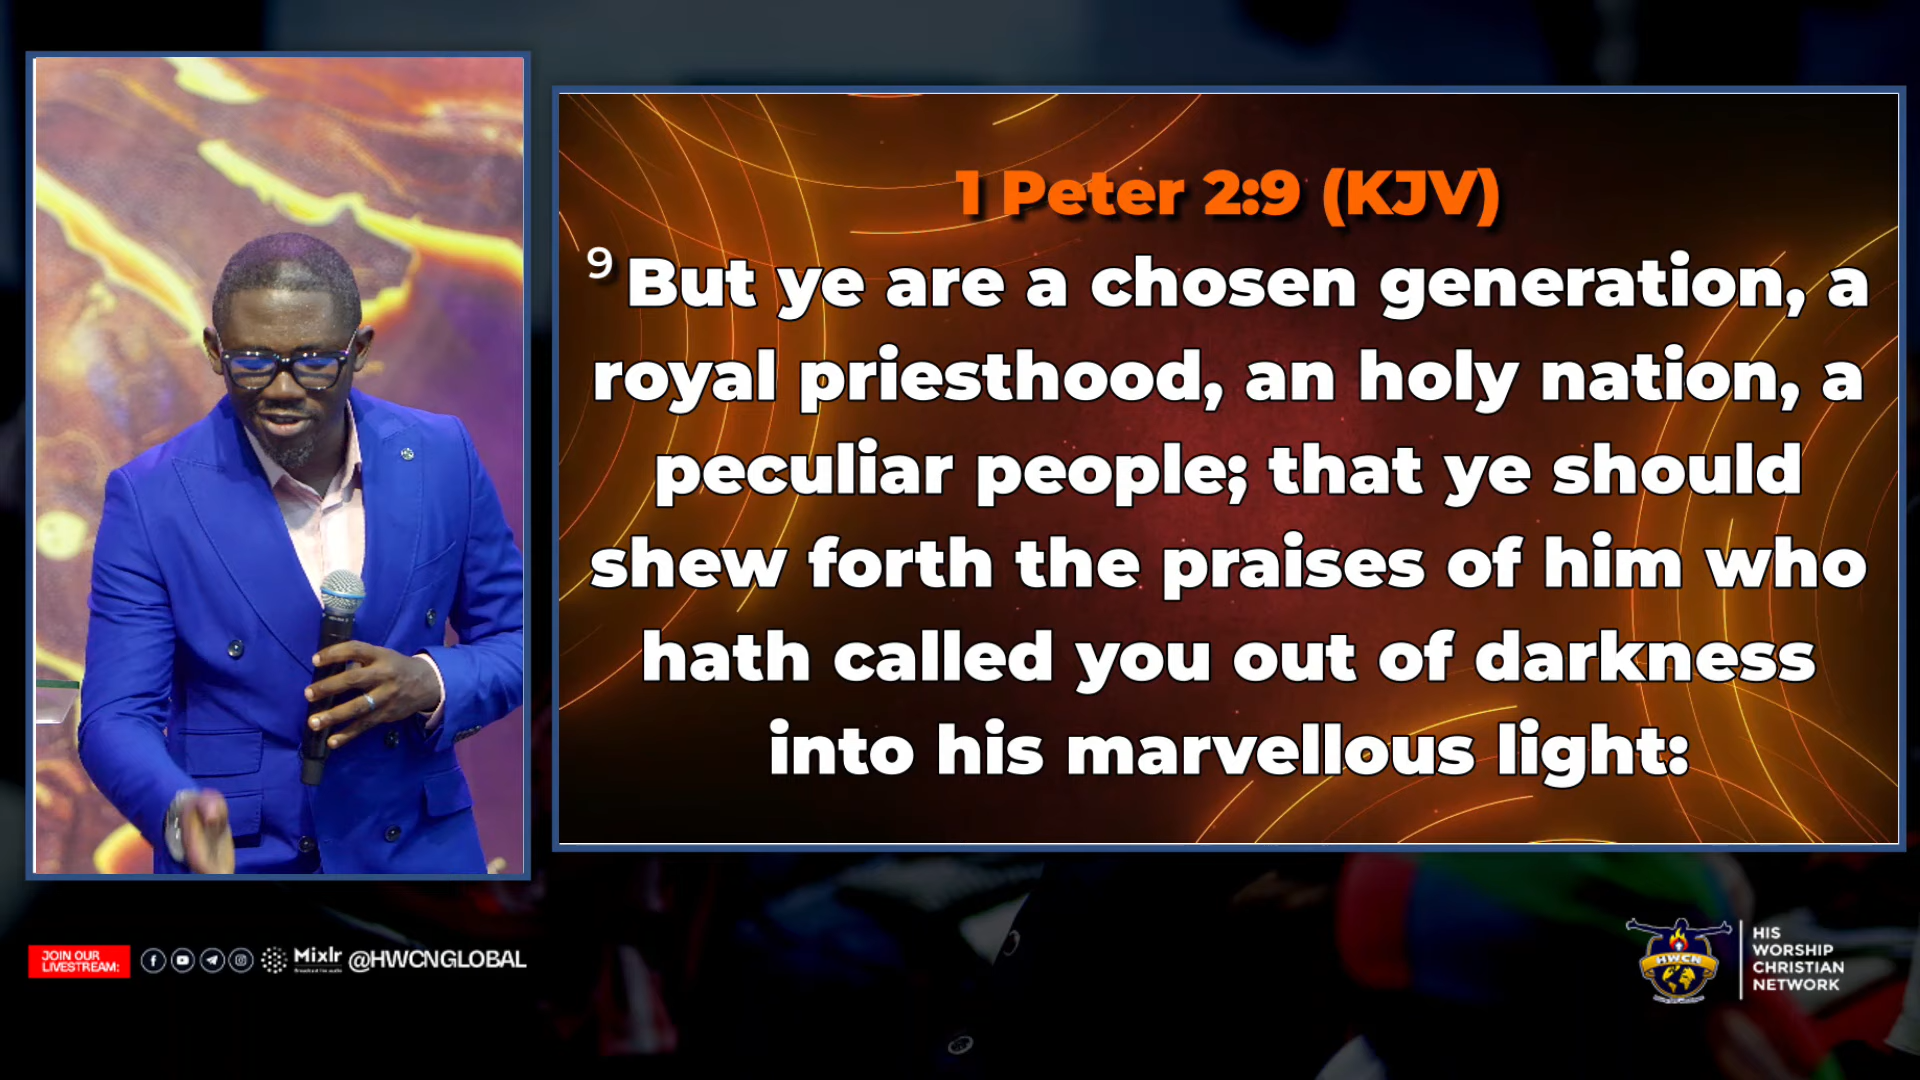 1 Peter 2:9 (KJV)
9 But ye are a chosen generation, a
royal priesthood, an holy nation, a
peculiar people; that ye should
shew forth the praises of him who
hath called you out of darkness
into his marvellous light:
JOIN OUR
LIVESTREAM:
Mixlr
@HWCNGLOBAL
HWCN
HIS
WORSHIP
CHRISTIAN
NETWORK